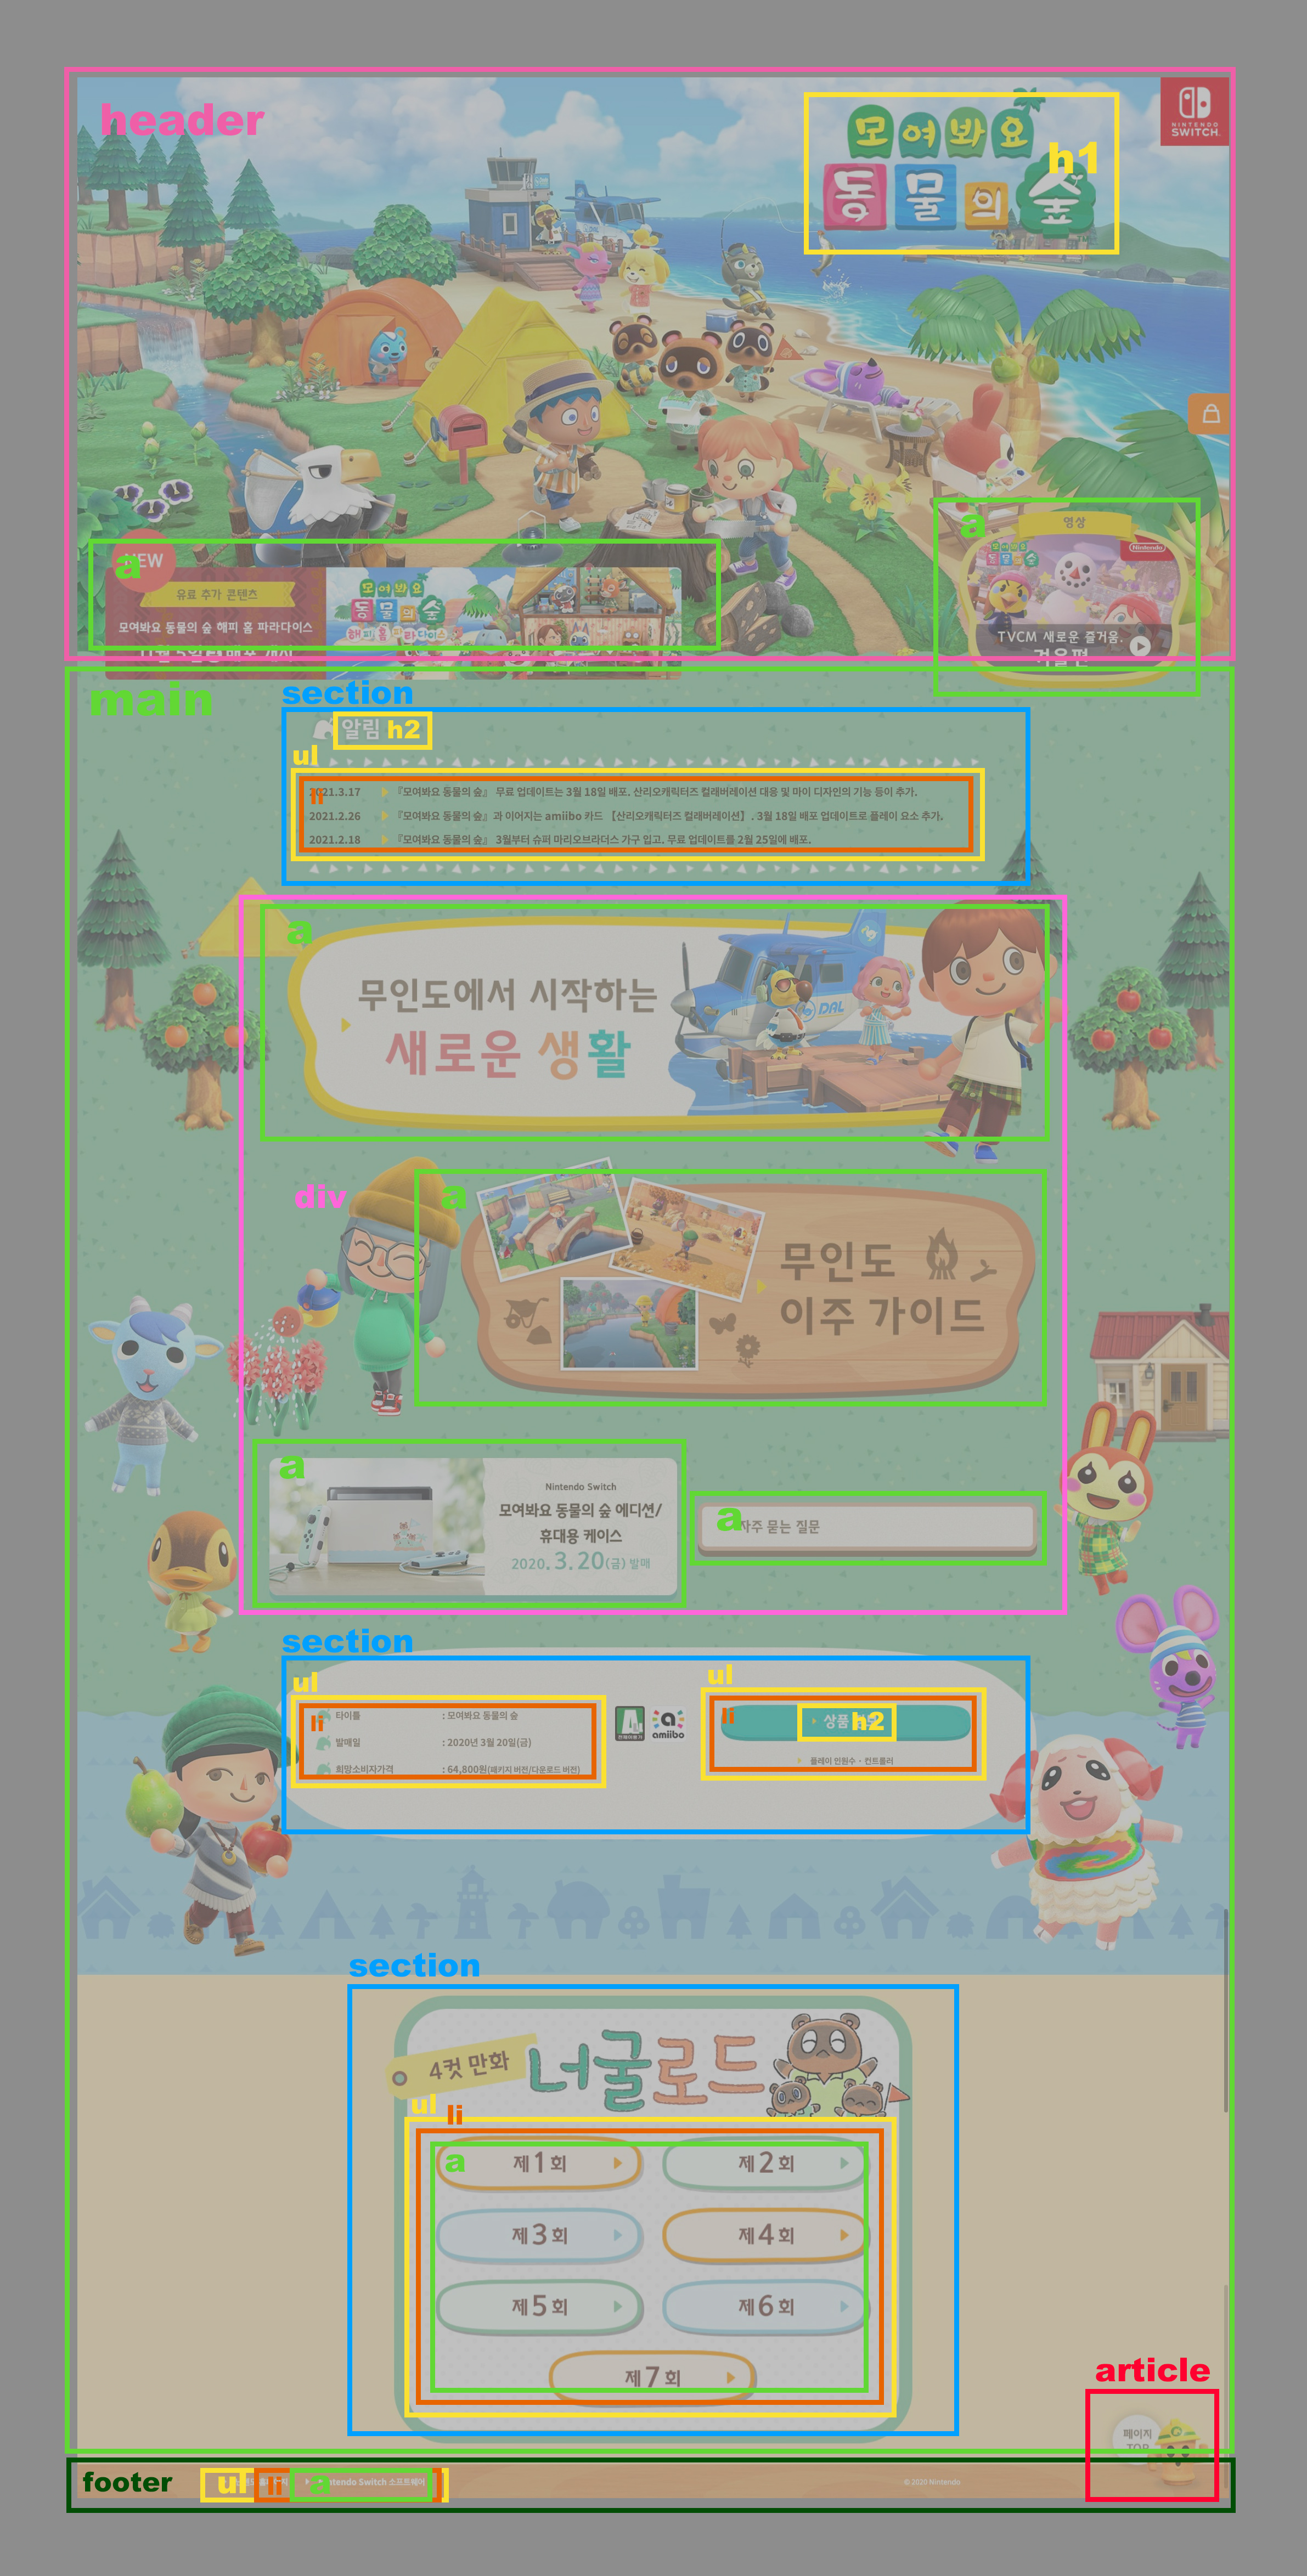 header
모여봐요
h1
동물의숲
NINTENDO
SWITCH
a
영상
Nintendo
모여봐요
동물의숲
TVCM 새로운 즐거움.
겨울편
a
NEW
유료 추가 콘텐츠
모여봐요 동물의 숲 해피 홈 파라다이스
11월 5일 배포 개시
모여봐요
동물의숲
해피 홈 파라다이스
main
section
알림 h2
ul
li
2021.3.17 『모여봐요 동물의 숲』 무료 업데이트는 3월 18일 배포. 산리오캐릭터즈 컬래버레이션 대응 및 마이 디자인의 기능 등이 추가.
2021.2.26 『모여봐요 동물의 숲』과 이어지는 amiibo 카드 【산리오캐릭터즈 컬래버레이션】. 3월 18일 배포 업데이트로 플레이 요소 추가.
2021.2.18 『모여봐요 동물의 숲』 3월부터 슈퍼 마리오브라더스 가구 입고. 무료 업데이트를 2월 25일에 배포.
a
무인도에서 시작하는
새로운 생활
DAL
div
a
무인도
이주 가이드
a
Nintendo Switch
모여봐요 동물의 숲 에디션/
휴대용 케이스
2020.3.20(금) 발매
a
자주 묻는 질문
section
ul
li
타이틀 : 모여봐요 동물의 숲
발매일 : 2020년 3월 20일(금)
희망소비자가격 : 64,800원(패키지 버전/다운로드 버전)
ALL
전체이용가
amiibo
ul
li
상품 h2
플레이 인원수・컨트롤러
section
4컷 만화
너굴로드
ul
li
a
제1회
제2회
제3회
제4회
제5회
제6회
제7회
article
페이지
TOP
footer
ul
li
a
Nintendo Switch 소프트웨어
© 2020 Nintendo